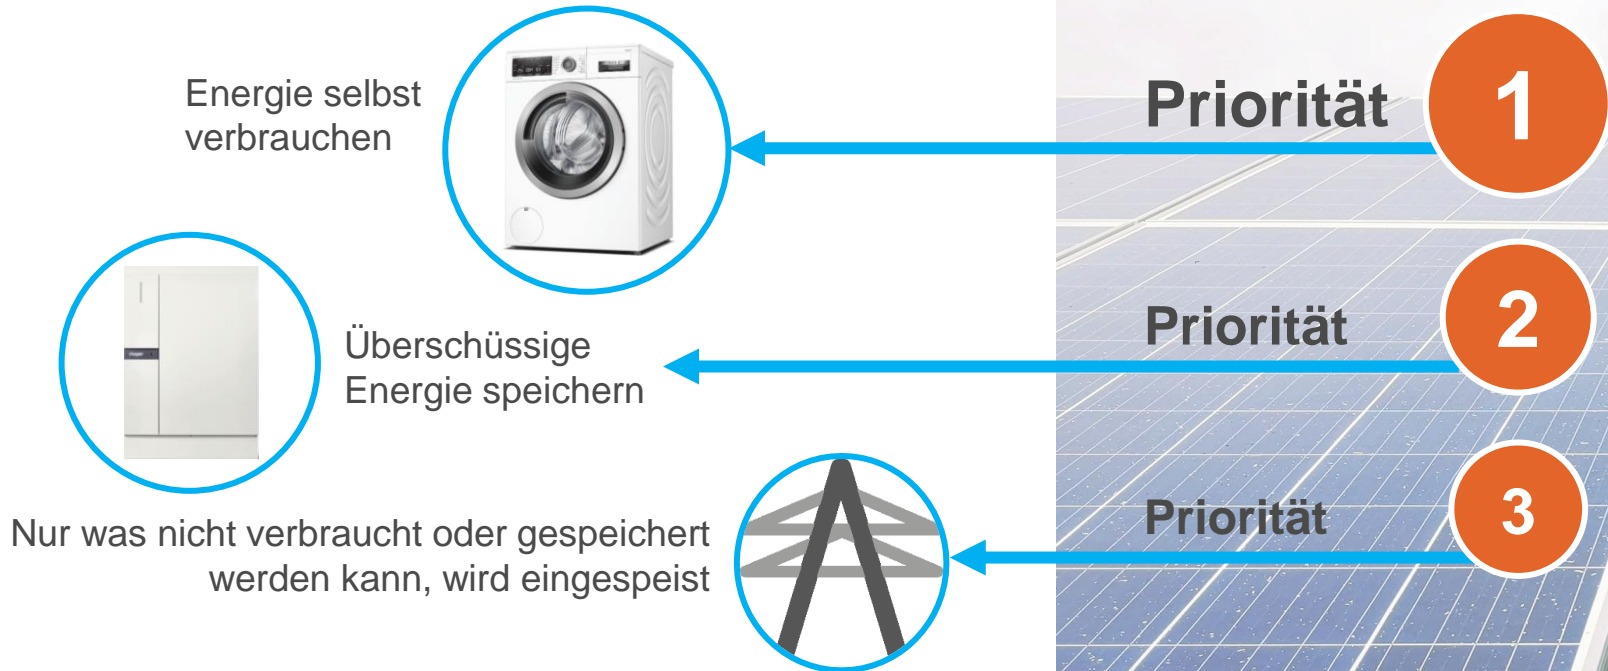 Energie selbst
verbrauchen
Priorität
1
Überschüssige
Energie speichern
Priorität
2
Nur was nicht verbraucht oder gespeichert
werden kann, wird eingespeist
Priorität
3